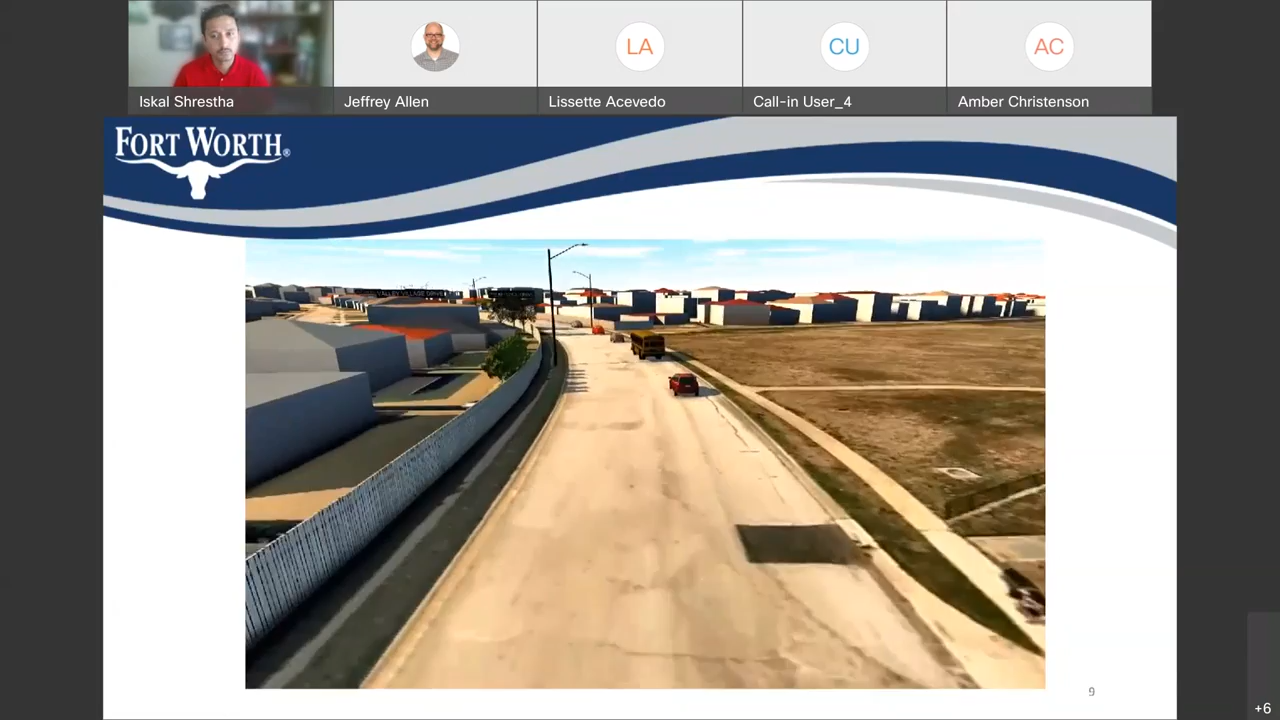 LA
CU
AC
Iskal Shrestha
Jeffrey Allen
Lissette Acevedo
Call-in User_4
Amber Christenson
FORT WORTH®
9
+6